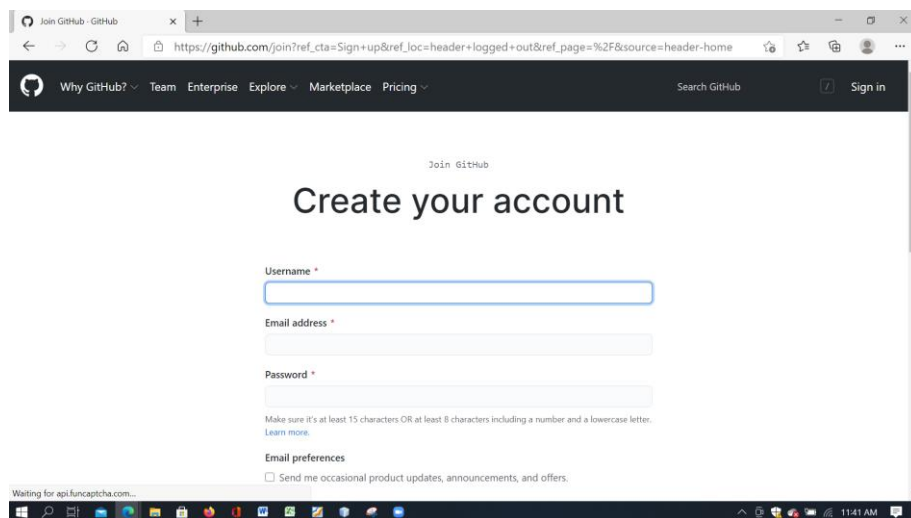 Join GitHub · GitHub
https://github.com/join?ref_cta=Sign+up&ref_loc=header+logged+out&ref_page=%2F&source=header-home
Why GitHub? Team Enterprise Explore Marketplace Pricing Search GitHub / Sign in
Join GitHub
Create your account
Username *
Email address *
Password *
Make sure it's at least 15 characters OR at least 8 characters including a number and a lowercase letter.
Learn more.
Email preferences
Send me occasional product updates, announcements, and offers.
Waiting for api.funcaptcha.com...
11:41 AM